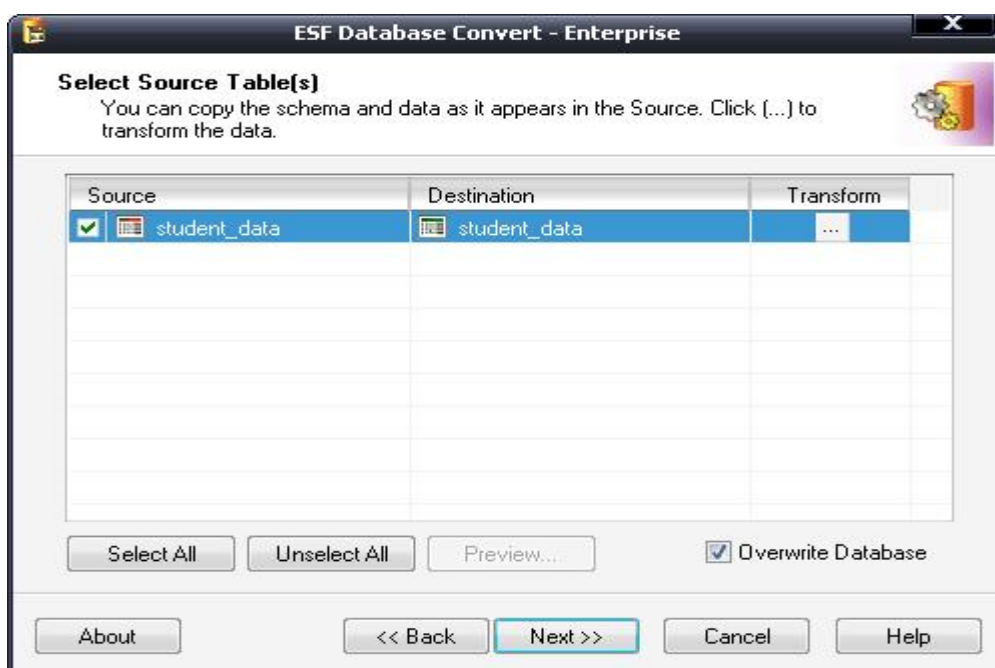 ESF Database Convert - Enterprise
X
Select Source Table(s)
You can copy the schema and data as it appears in the Source. Click (...) to
transform the data.
Source Destination Transform
student_data student_data ...
Select All Unselect All Preview... Overwrite Database
About << Back Next >> Cancel Help